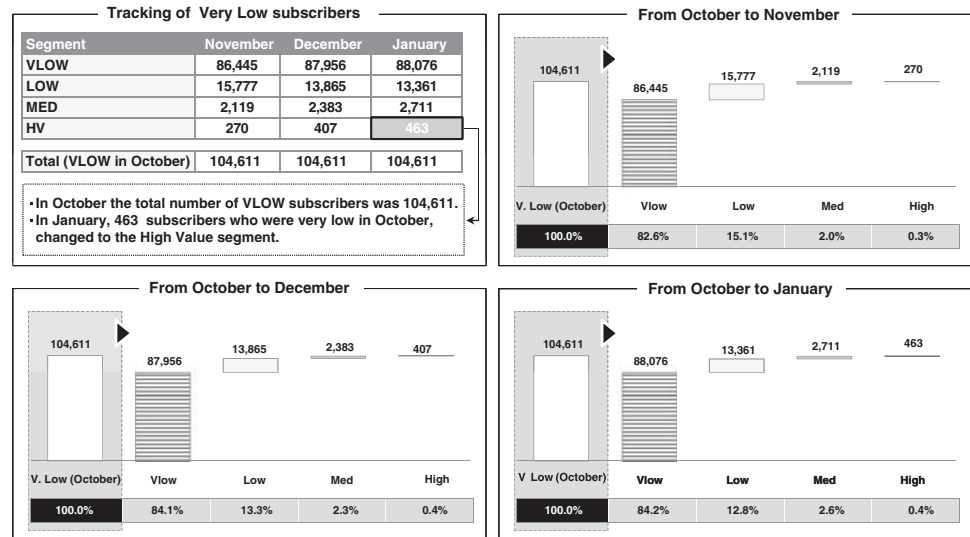 Tracking of Very Low subscribers
Segment November December January
VLOW 86,445 87,956 88,076
LOW 15,777 13,865 13,361
MED 2,119 2,383 2,711
HV 270 407 463
Total (VLOW in October) 104,611 104,611 104,611
▪In October the total number of VLOW subscribers was 104,611.
▪In January, 463 subscribers who were very low in October,
changed to the High Value segment.
From October to November
104,611 86,445 15,777 2,119 270
V. Low (October) Vlow Low Med High
100.0% 82.6% 15.1% 2.0% 0.3%
From October to December
104,611 87,956 13,865 2,383 407
V. Low (October) Vlow Low Med High
100.0% 84.1% 13.3% 2.3% 0.4%
From October to January
104,611 88,076 13,361 2,711 463
V Low (October) Vlow Low Med High
100.0% 84.2% 12.8% 2.6% 0.4%